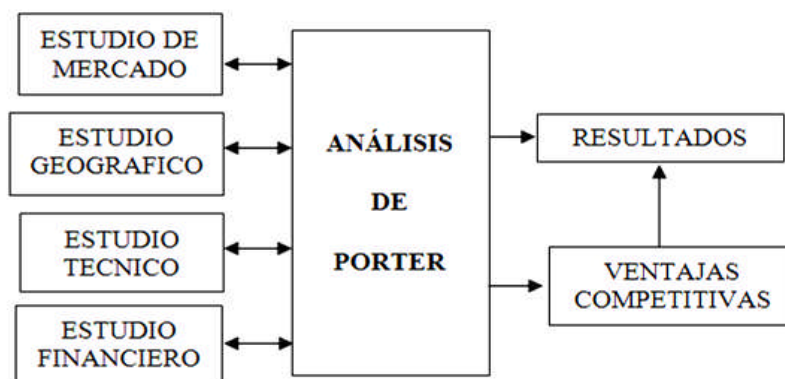 ESTUDIO DE
MERCADO
ESTUDIO
GEOGRAFICO
ESTUDIO
TECNICO
ESTUDIO
FINANCIERO
ANÁLISIS
DE
PORTER
RESULTADOS
VENTAJAS
COMPETITIVAS